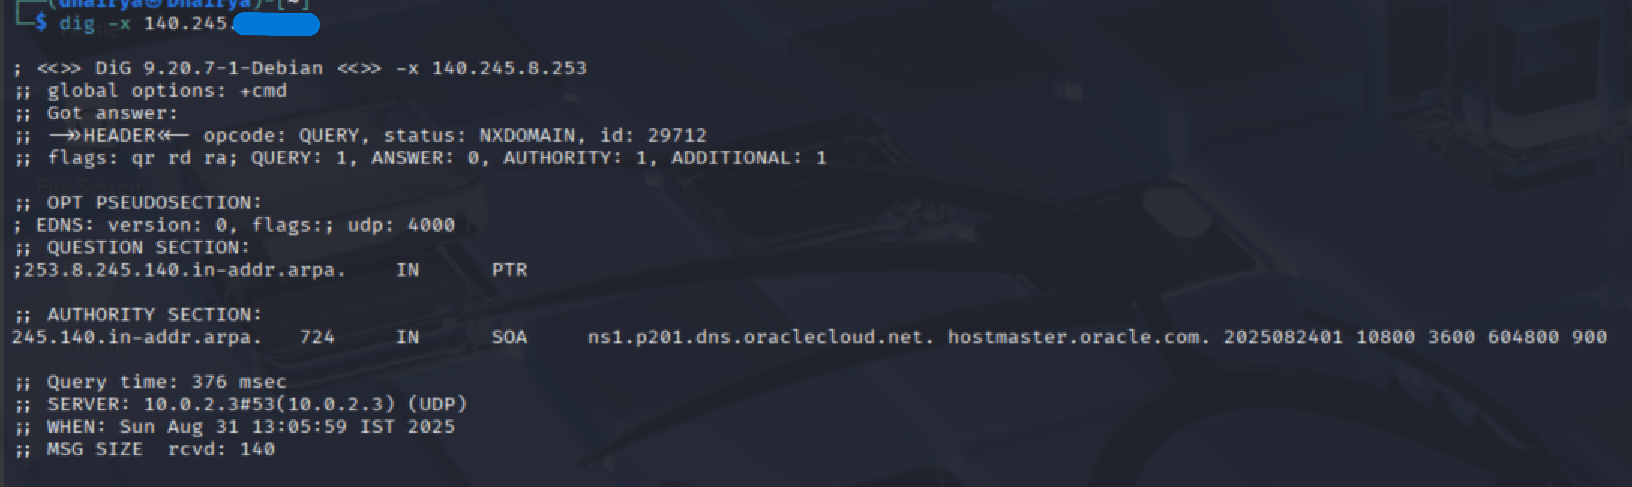 (dhairya㉿Dhairya)-[~]
$ dig -x 140.245.
; <<>> DiG 9.20.7-1-Debian <<>> -x 140.245.8.253
;; global options: +cmd
;; Got answer:
;; ->>HEADER<<- opcode: QUERY, status: NXDOMAIN, id: 29712
;; flags: qr rd ra; QUERY: 1, ANSWER: 0, AUTHORITY: 1, ADDITIONAL: 1
File System
;; OPT PSEUDOSECTION:
; EDNS: version: 0, flags:; udp: 4000
;; QUESTION SECTION:
;253.8.245.140.in-addr.arpa. IN PTR
;; AUTHORITY SECTION:
245.140.in-addr.arpa. 724 IN SOA ns1.p201.dns.oraclecloud.net. hostmaster.oracle.com. 2025082401 10800 3600 604800 900
;; Query time: 376 msec
;; SERVER: 10.0.2.3#53(10.0.2.3) (UDP)
;; WHEN: Sun Aug 31 13:05:59 IST 2025
;; MSG SIZE rcvd: 140